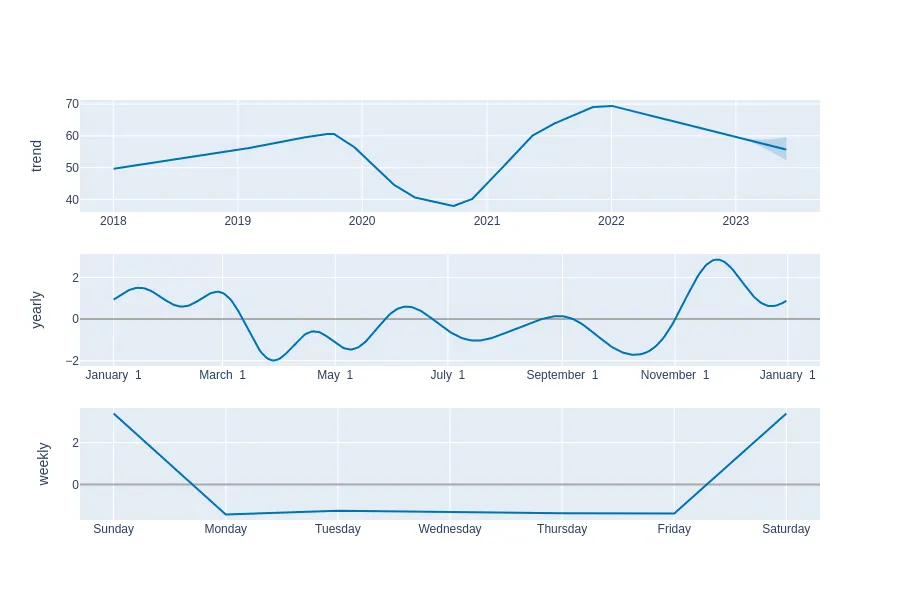 trend
70
60
50
40
2018 2019 2020 2021 2022 2023
yearly
2
0
−2
January 1 March 1 May 1 July 1 September 1 November 1 January 1
weekly
2
0
Sunday Monday Tuesday Wednesday Thursday Friday Saturday